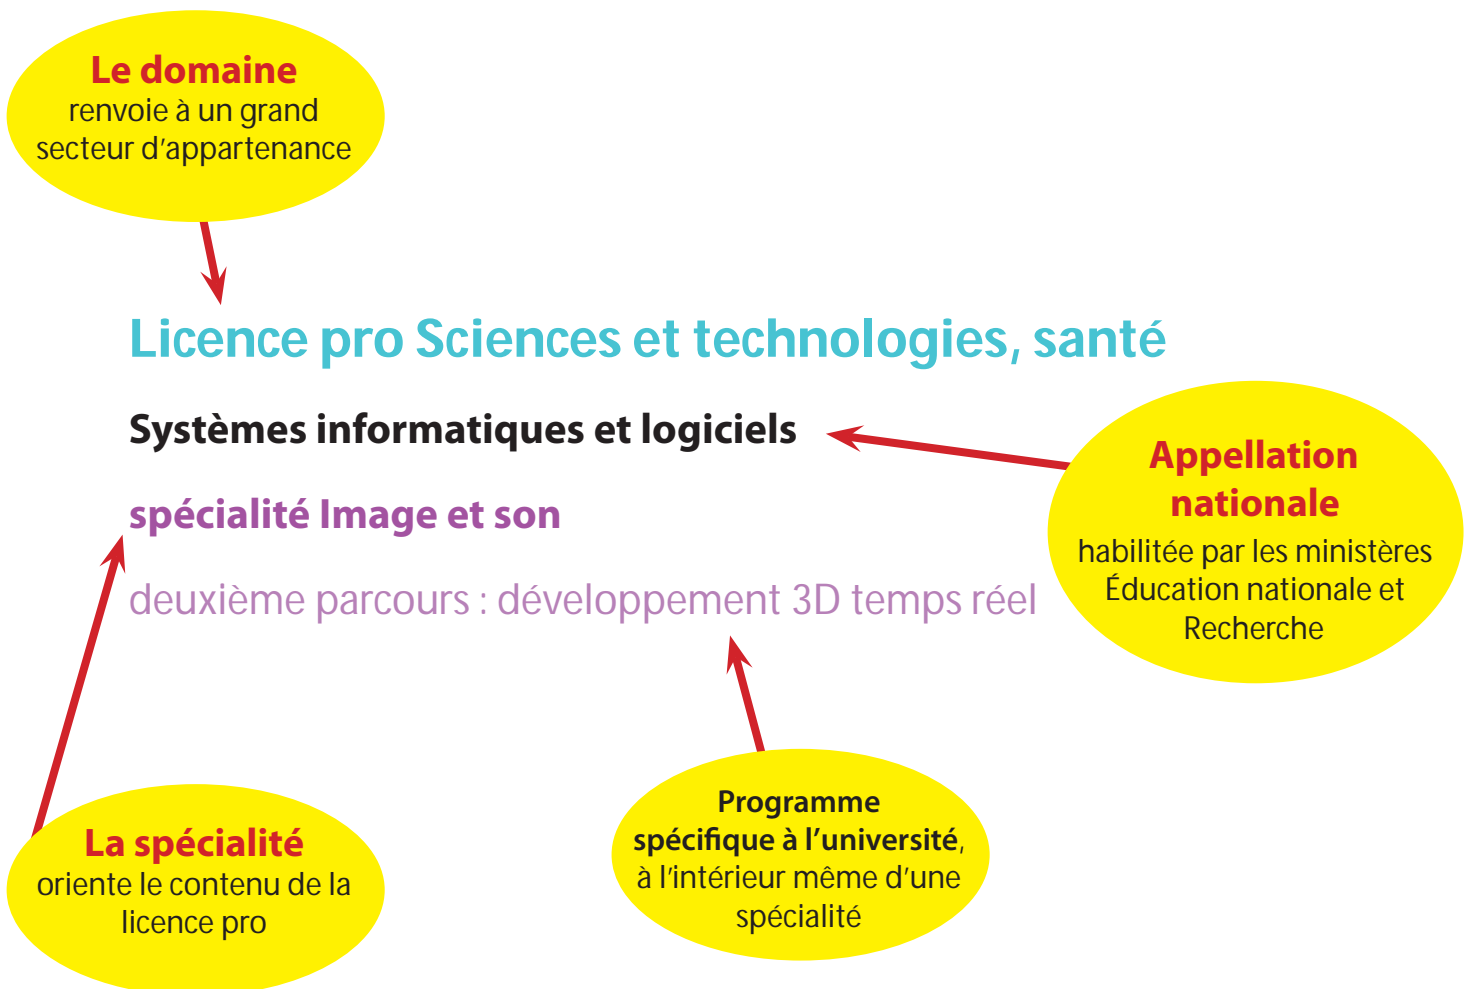 Le domaine
renvoie à un grand
secteur d'appartenance
Licence pro Sciences et technologies, santé
Systèmes informatiques et logiciels
spécialité Image et son
deuxième parcours : développement 3D temps réel
Appellation
nationale
habilitée par les ministères
Éducation nationale et
Recherche
La spécialité
oriente le contenu de la
licence pro
Programme
spécifique à l'université,
à l'intérieur même d'une
spécialité